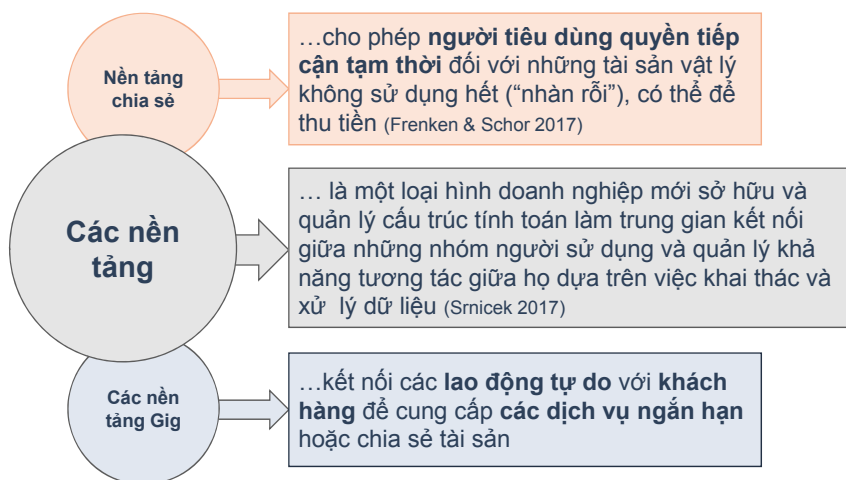 Nền tảng
chia sẻ
…cho phép người tiêu dùng quyền tiếp
cận tạm thời đối với những tài sản vật lý
không sử dụng hết (“nhàn rỗi”), có thể để
thu tiền (Frenken & Schor 2017)
Các nền
tảng
… là một loại hình doanh nghiệp mới sở hữu và
quản lý cấu trúc tính toán làm trung gian kết nối
giữa những nhóm người sử dụng và quản lý khả
năng tương tác giữa họ dựa trên việc khai thác và
xử lý dữ liệu (Srnicek 2017)
Các nền
tảng Gig
…kết nối các lao động tự do với khách
hàng để cung cấp các dịch vụ ngắn hạn
hoặc chia sẻ tài sản